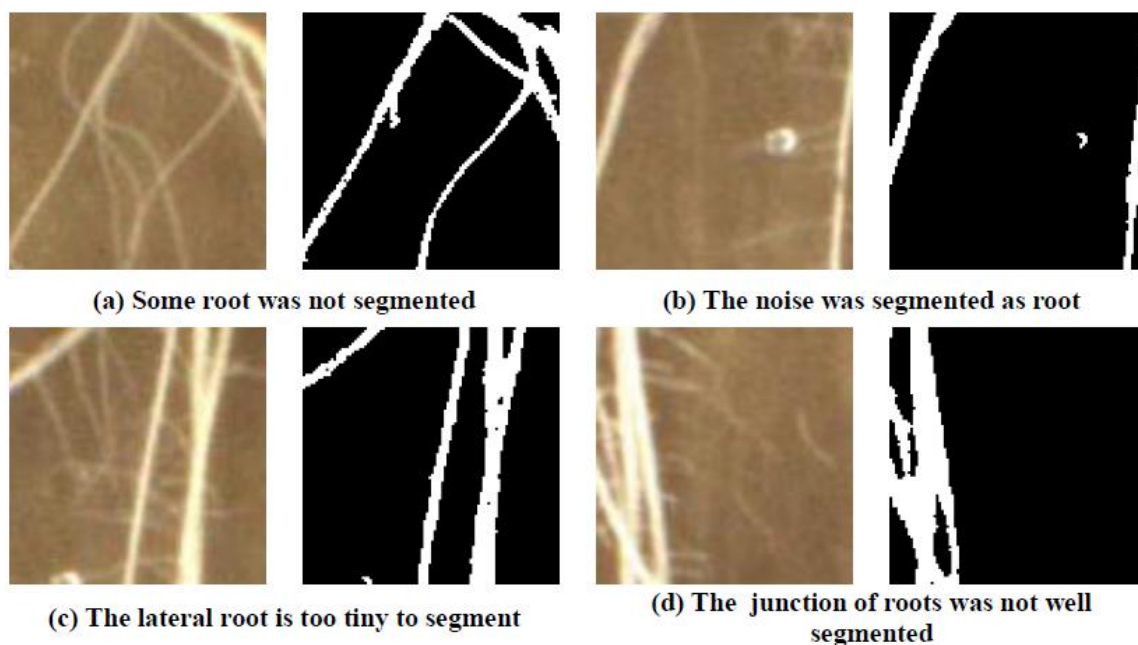 (a) Some root was not segmented
(b) The noise was segmented as root
(c) The lateral root is too tiny to segment
(d) The junction of roots was not well
segmented